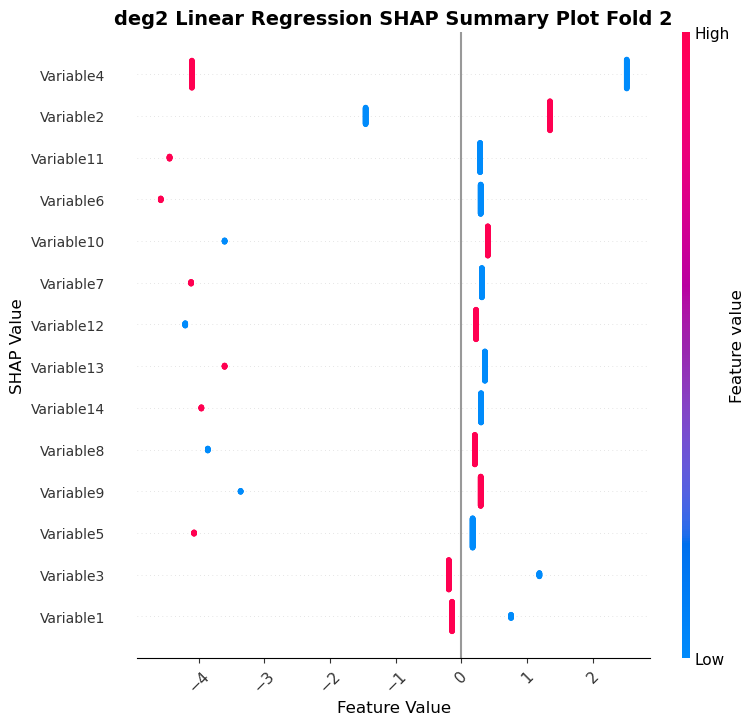 deg2 Linear Regression SHAP Summary Plot Fold 2
High
Variable4
Variable2
Variable11
Variable6
Variable10
Variable7
Variable12
Variable13
Variable14
Variable8
Variable9
Variable5
Variable3
Variable1
SHAP Value
Feature value
Low
−4
−3
−2
−1
0
1
2
Feature Value